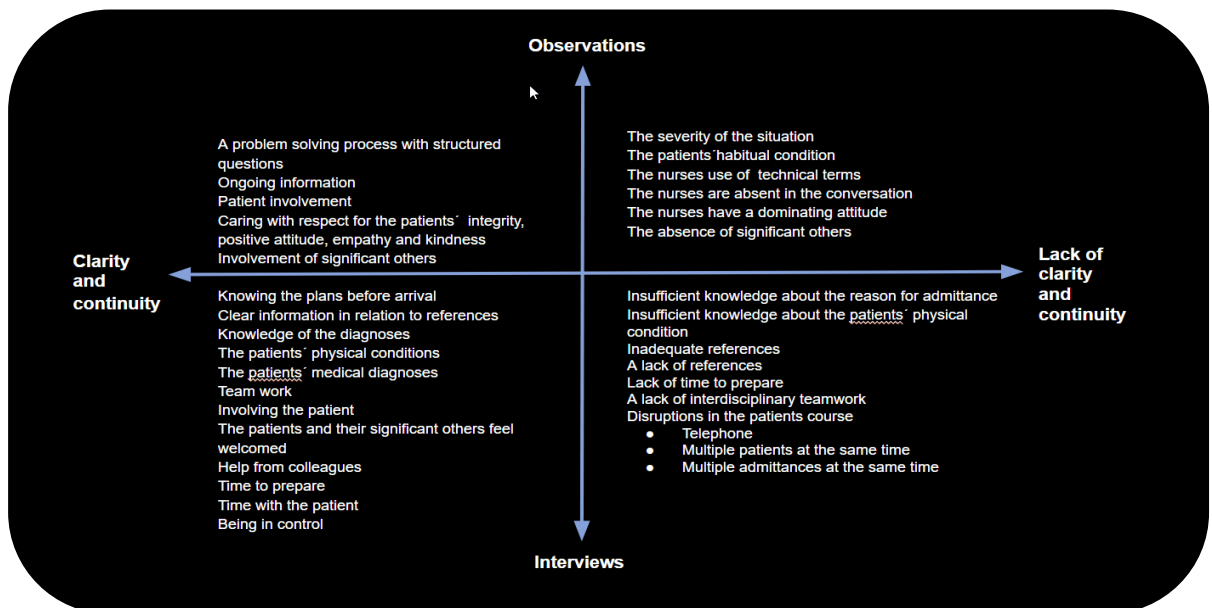 Observations
A problem solving process with structured
questions
Ongoing information
Patient involvement
Caring with respect for the patients´ integrity,
positive attitude, empathy and kindness
Involvement of significant others
The severity of the situation
The patients´habitual condition
The nurses use of technical terms
The nurses are absent in the conversation
The nurses have a dominating attitude
The absence of significant others
Clarity
and
continuity
Lack of
clarity
and
continuity
Knowing the plans before arrival
Clear information in relation to references
Knowledge of the diagnoses
The patients´ physical conditions
The patients´ medical diagnoses
Team work
Involving the patient
The patients and their significant others feel
welcomed
Help from colleagues
Time to prepare
Time with the patient
Being in control
Insufficient knowledge about the reason for admittance
Insufficient knowledge about the patients´ physical
condition
Inadequate references
A lack of references
Lack of time to prepare
A lack of interdisciplinary teamwork
Disruptions in the patients course
● Telephone
● Multiple patients at the same time
● Multiple admittances at the same time
Interviews